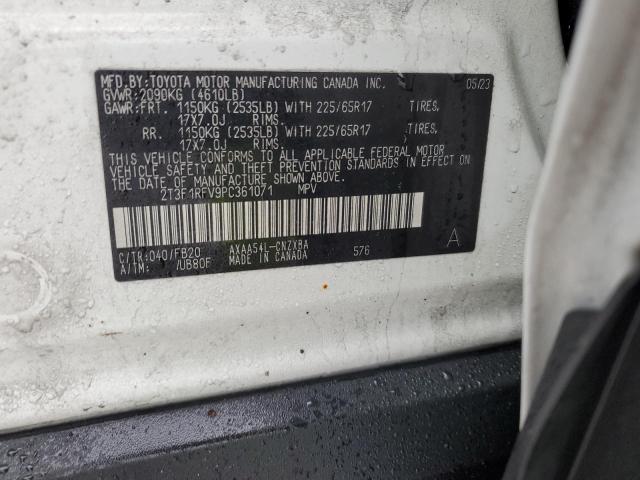 MFD.BY:TOYOTA MOTOR MANUFACTURING CANADA INC. 05/23
GVWR:2090KG (4610LB)
GAWR:FRT. 1150KG (2535LB) WITH 225/65R17 TIRES,
17X7.0J RIMS.
RR. 1150KG (2535LB) WITH 225/65R17 TIRES,
17X7.0J RIMS.
THIS VEHICLE CONFORMS TO ALL APPLICABLE FEDERAL MOTOR
VEHICLE SAFETY AND THEFT PREVENTION STANDARDS IN EFFECT
ON THE DATE OF MANUFACTURE SHOWN ABOVE.
2T3F1RFV9PC361071 MPV
C/TR:040/FB20 AXAA54L-CNZXBA 576 A
A/TM: /UB80F MADE IN CANADA